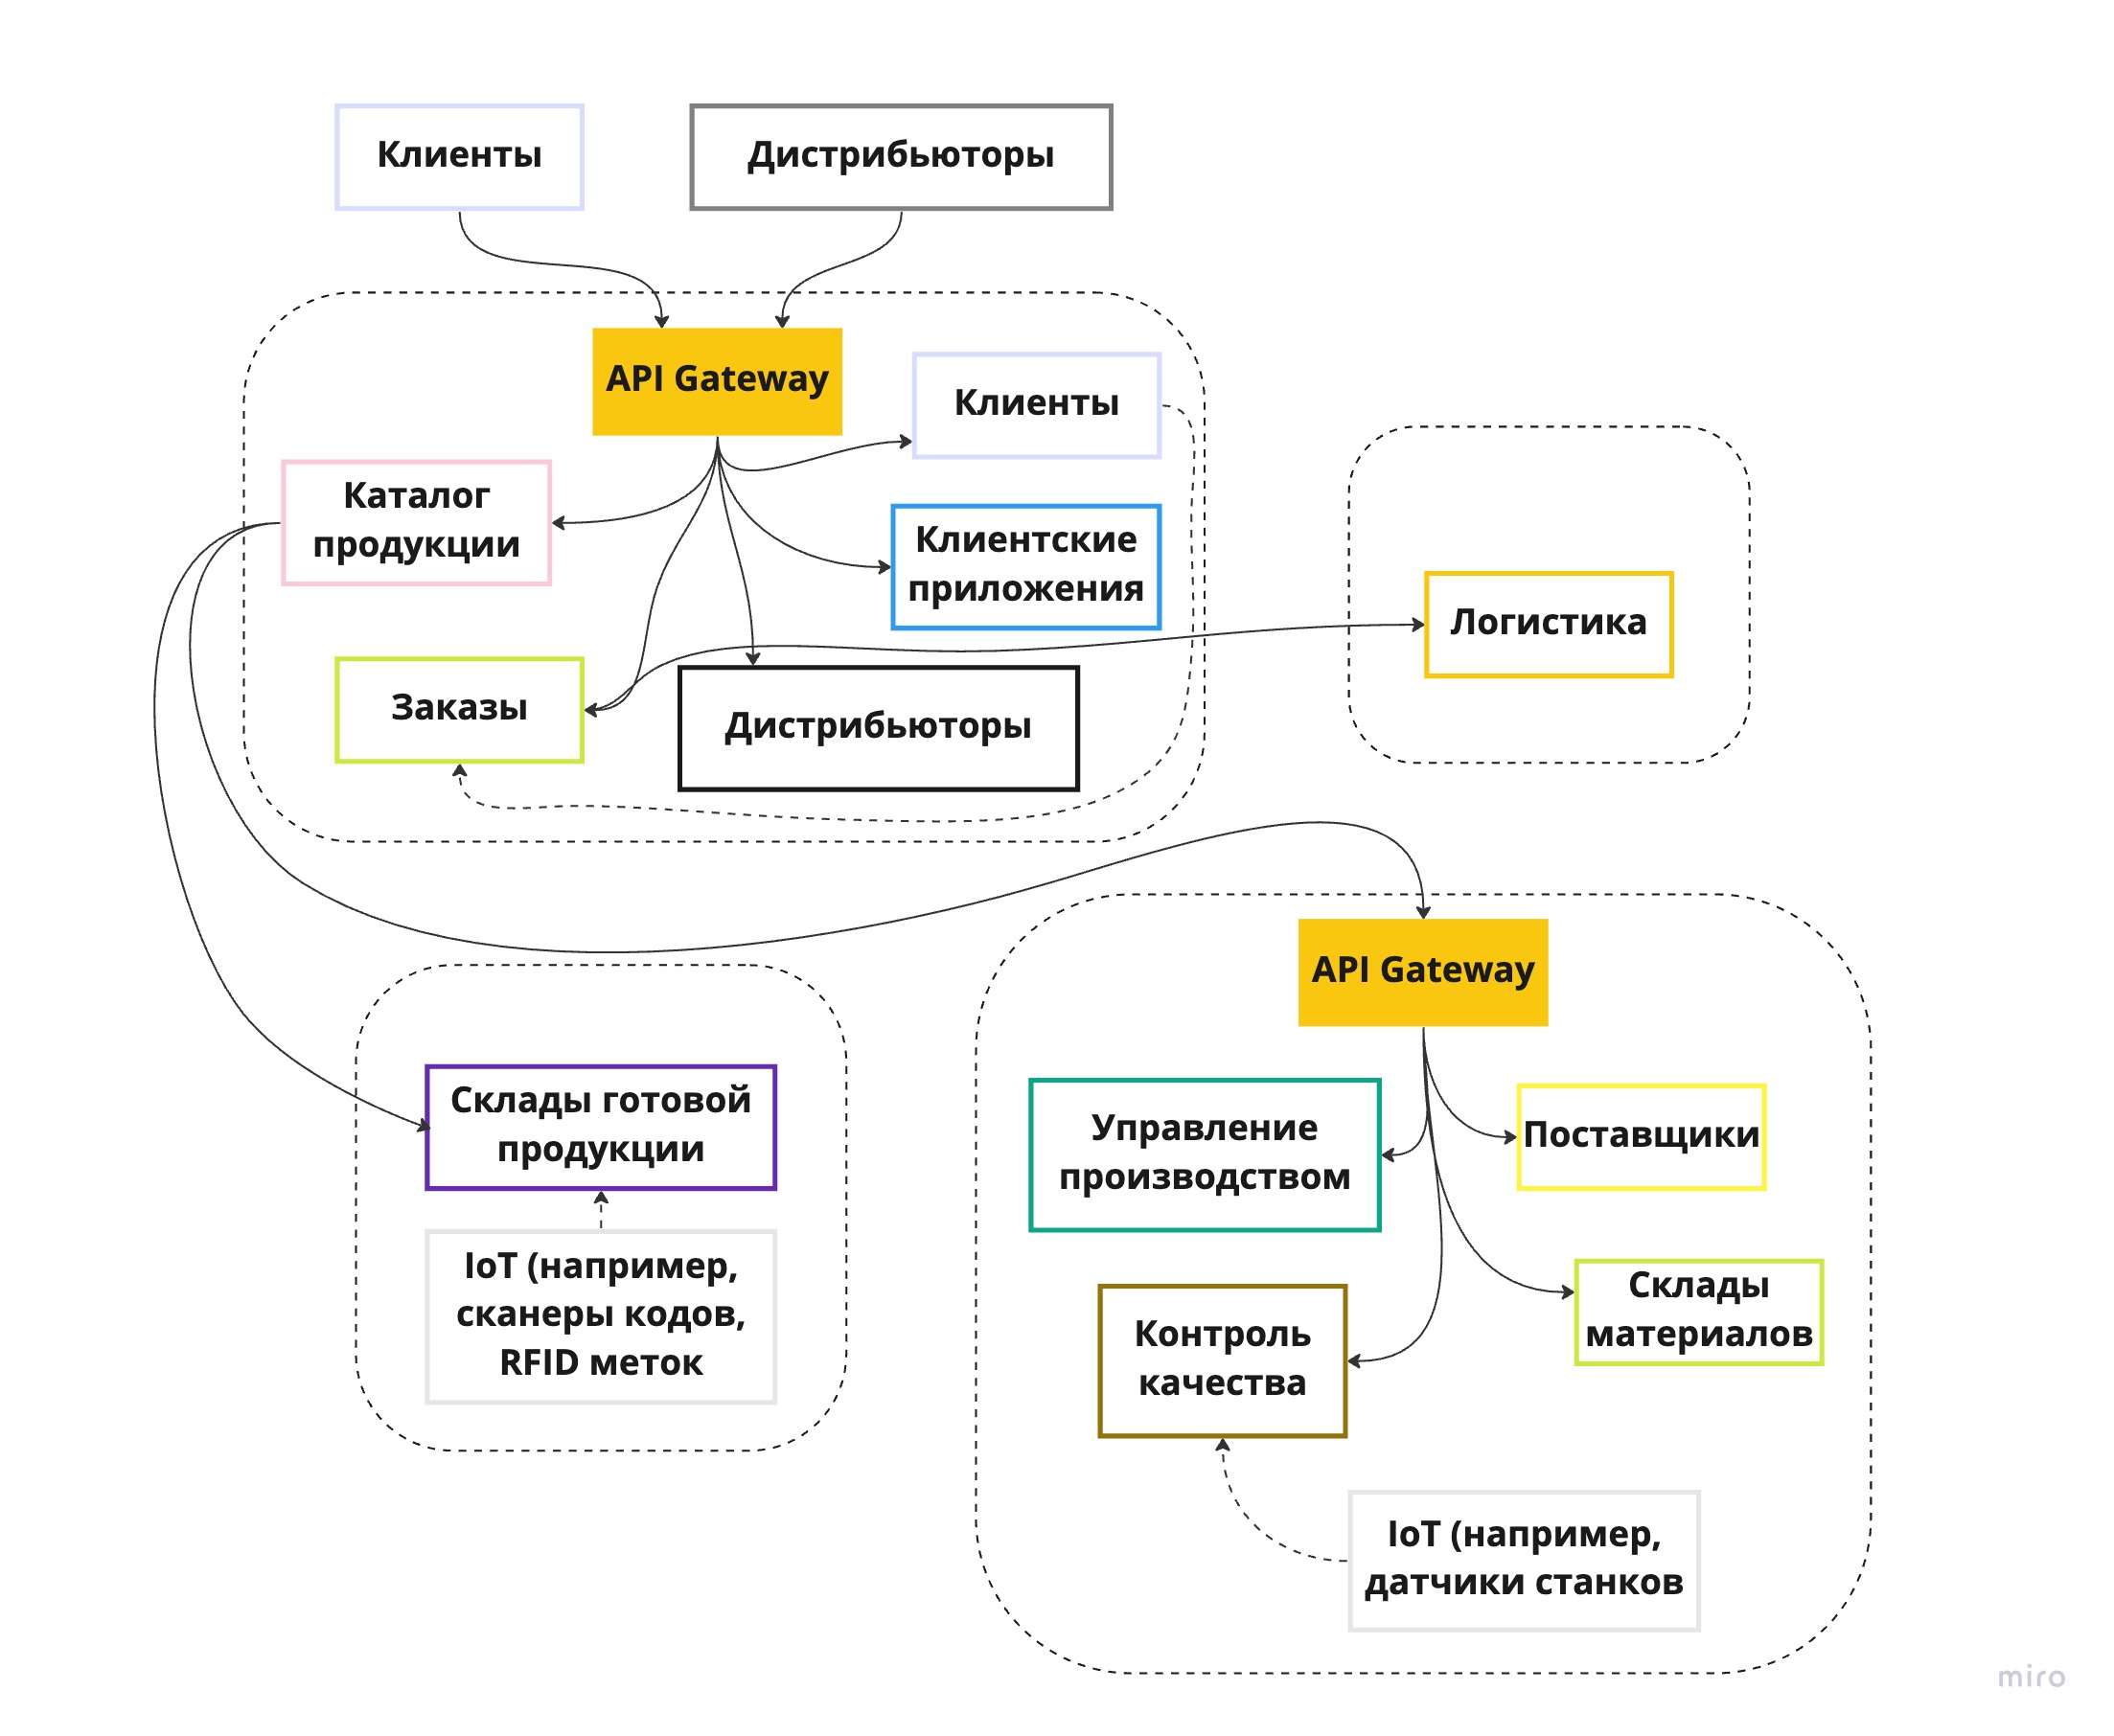 Клиенты
Дистрибьюторы
API Gateway
Клиенты
Каталог
продукции
Клиентские
приложения
Логистика
Заказы
Дистрибьюторы
API Gateway
Склады готовой
продукции
Управление
производством
Поставщики
IoT (например,
сканеры кодов,
RFID меток
Склады
материалов
Контроль
качества
IoT (например,
датчики станков
miro